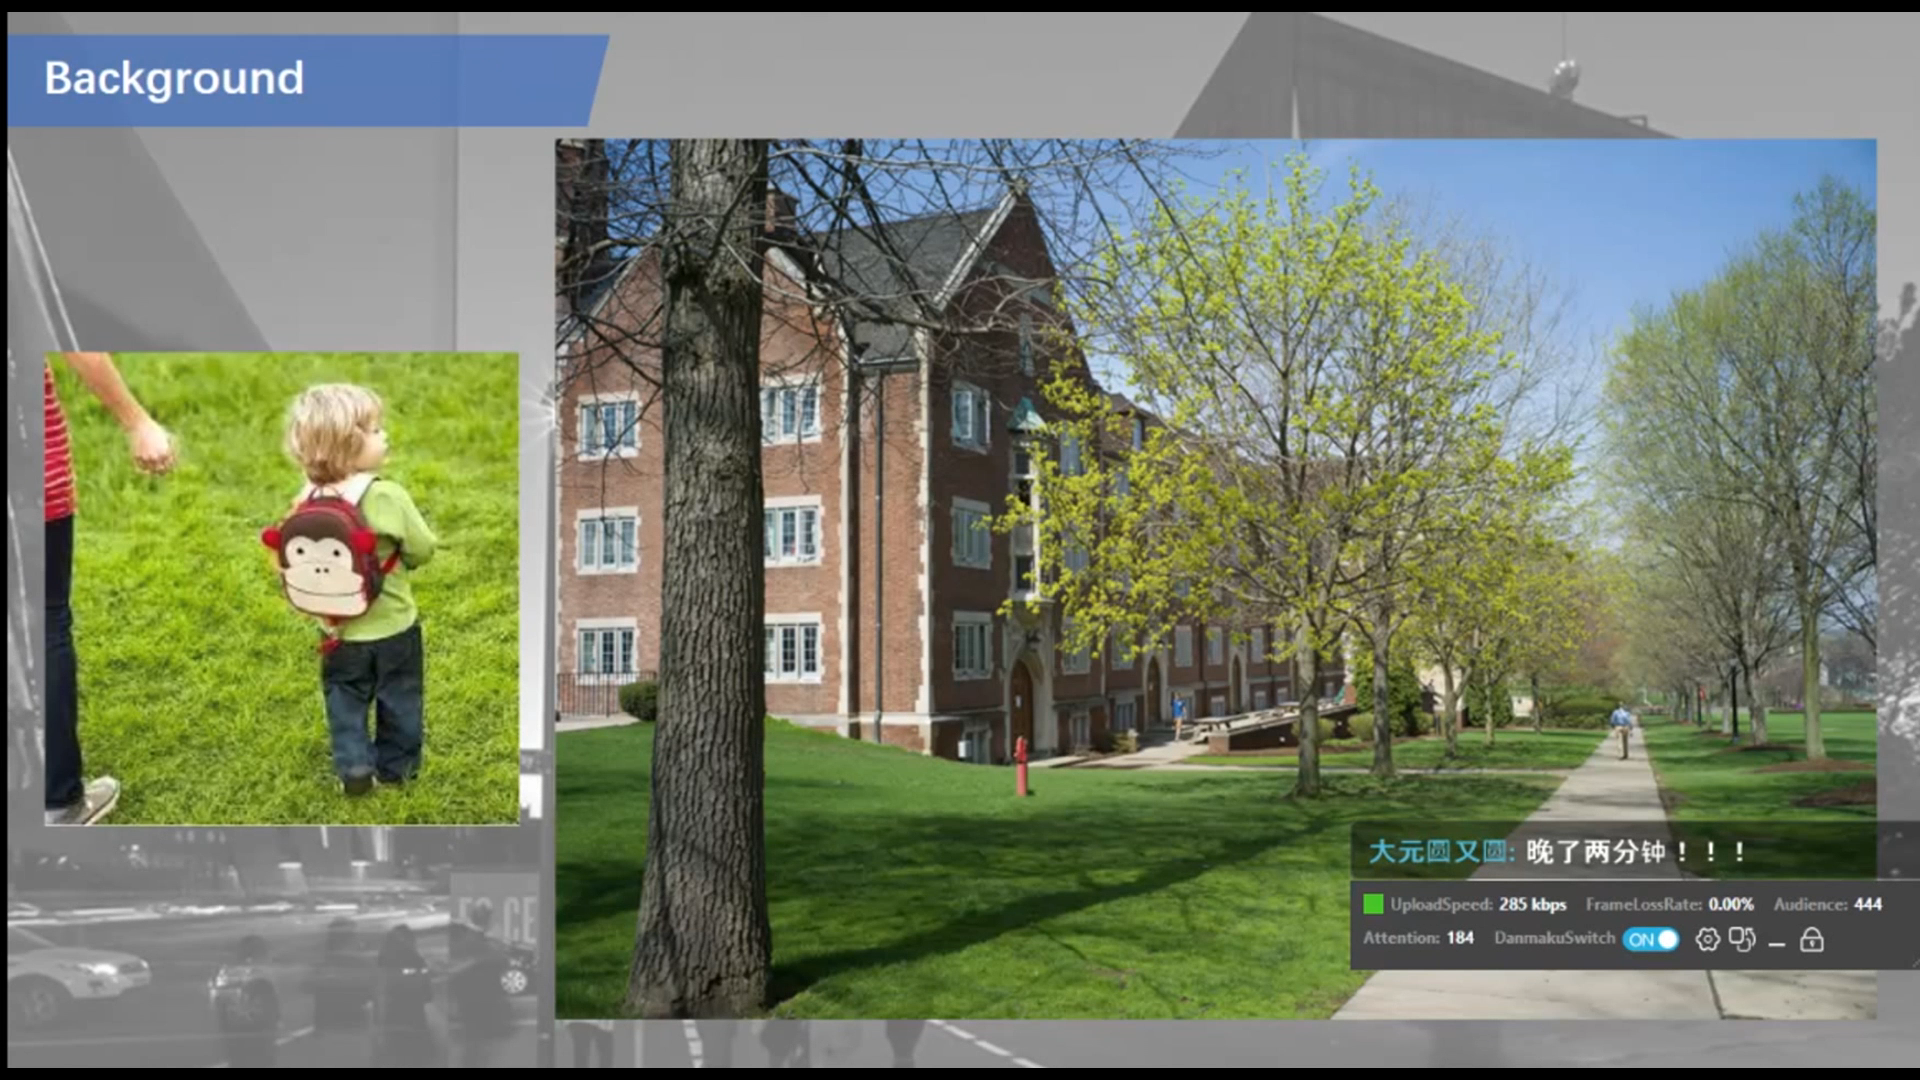 Background
大元圆又圆: 晚了两分钟！！！
UploadSpeed: 285 kbps FrameLossRate: 0.00% Audience: 444
Attention: 184 DanmakuSwitch ON